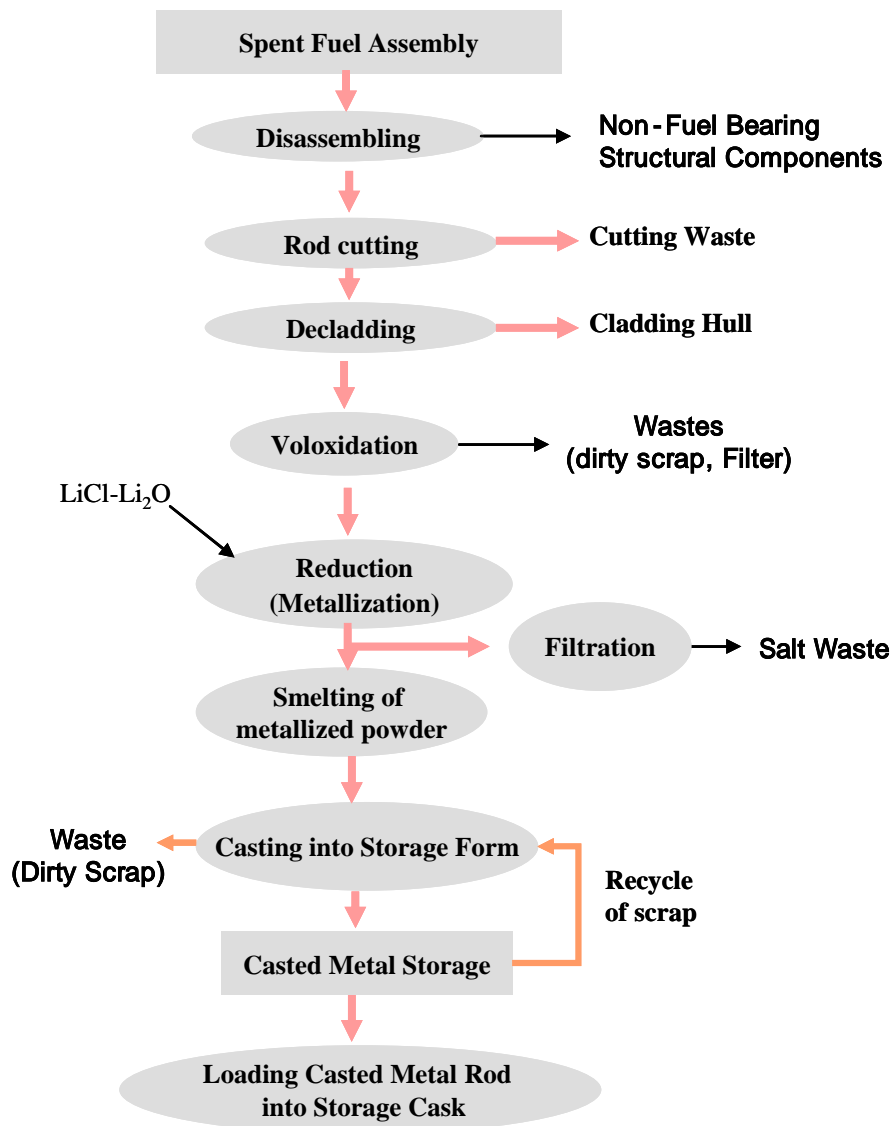 Spent Fuel Assembly
Disassembling
Non-Fuel Bearing
Structural Components
Rod cutting
Cutting Waste
Decladding
Cladding Hull
Voloxidation
Wastes
(dirty scrap, Filter)
LiCl-Li₂O
Reduction
(Metallization)
Filtration
Salt Waste
Smelting of
metallized powder
Casting into Storage Form
Waste
(Dirty Scrap)
Recycle
of scrap
Casted Metal Storage
Loading Casted Metal Rod
into Storage Cask